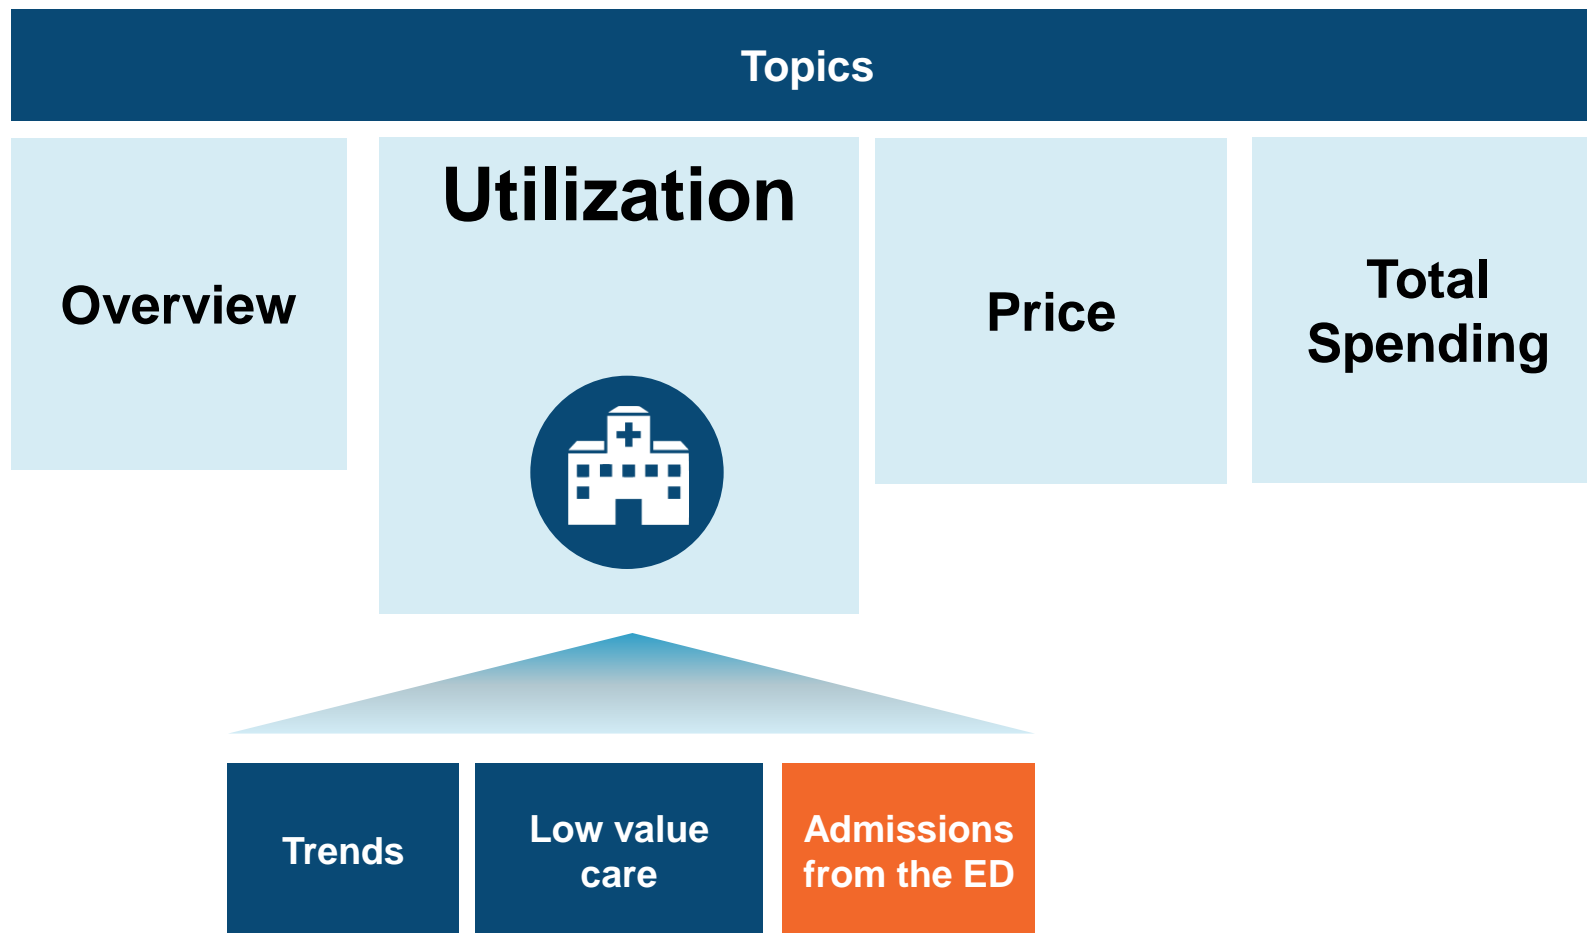 Topics
Overview
Utilization
Price
Total
Spending
Trends
Low value
care
Admissions
from the ED